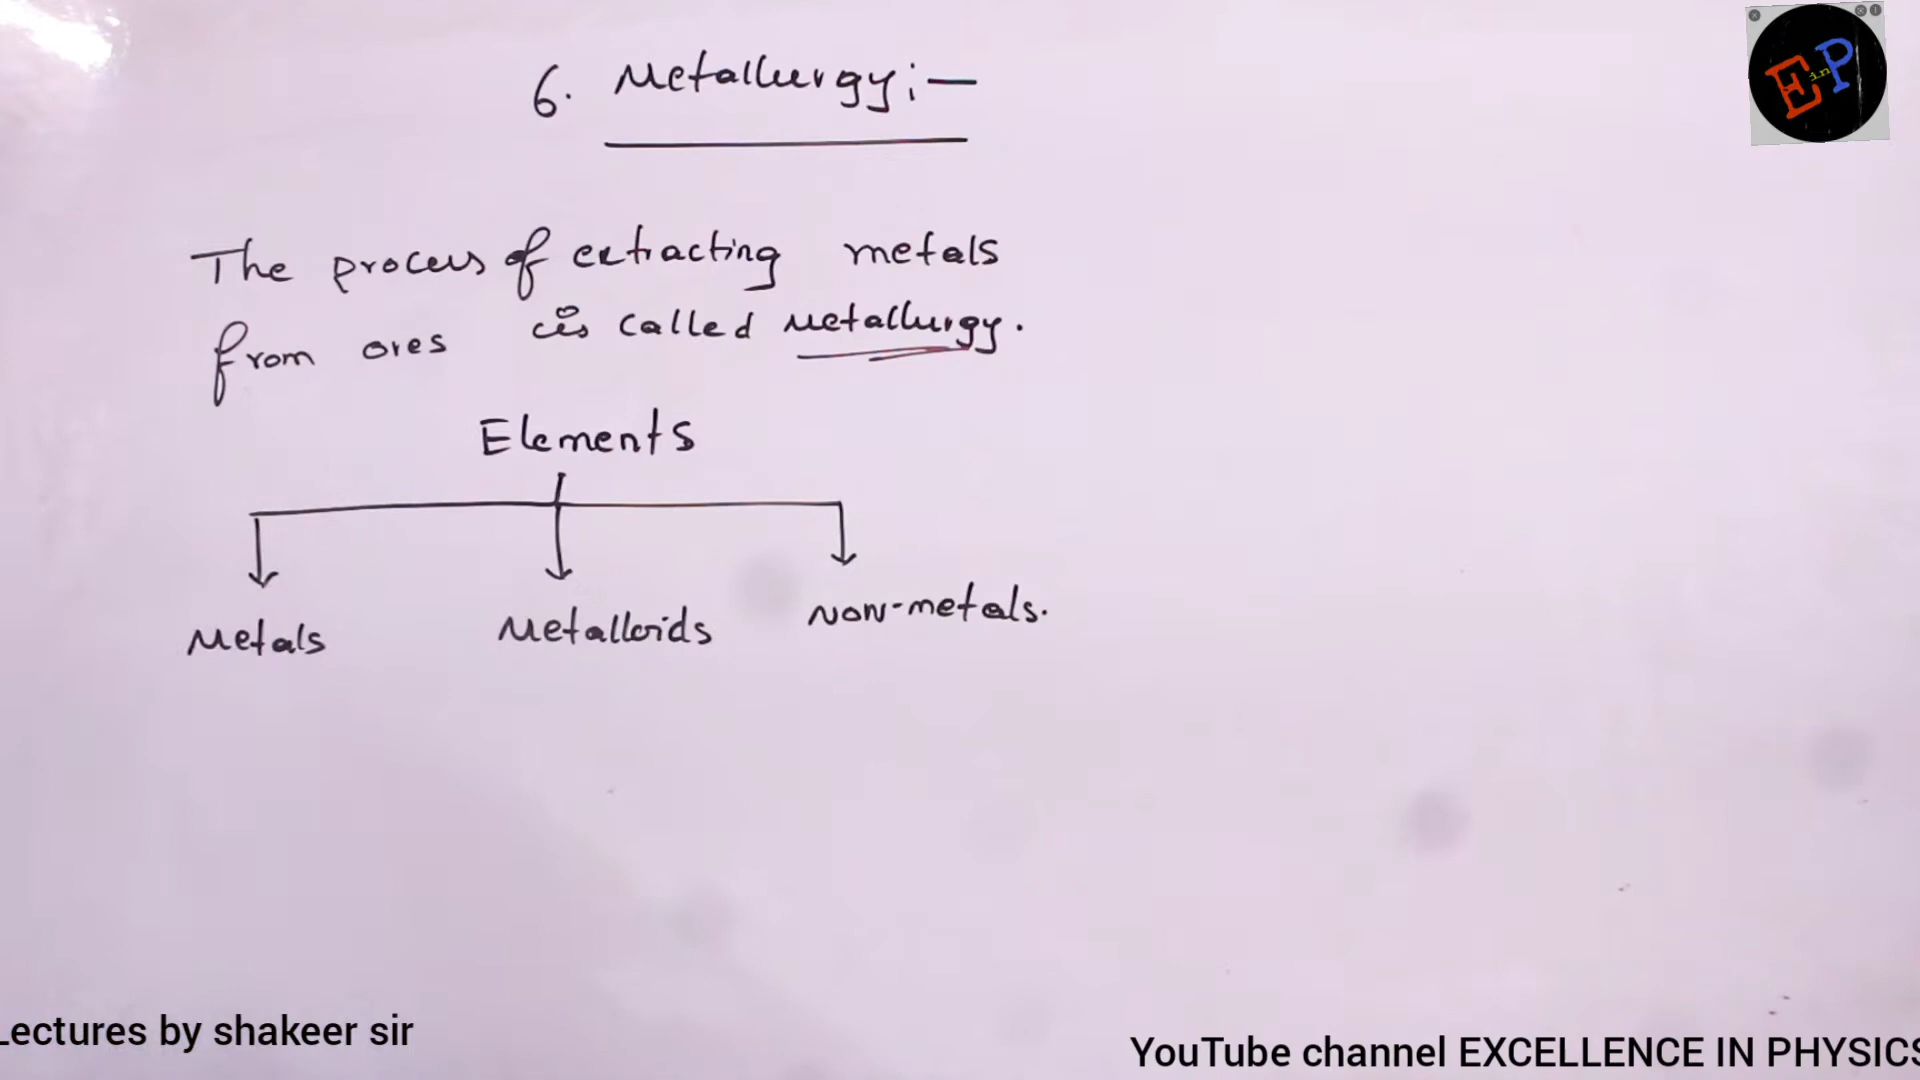 6. Metallurgy:-
The process of extracting metals
from ores is called metallurgy.
Elements
Metals Metalloids Non-metals.
E in P
Lectures by shakeer sir
YouTube channel EXCELLENCE IN PHYSICS